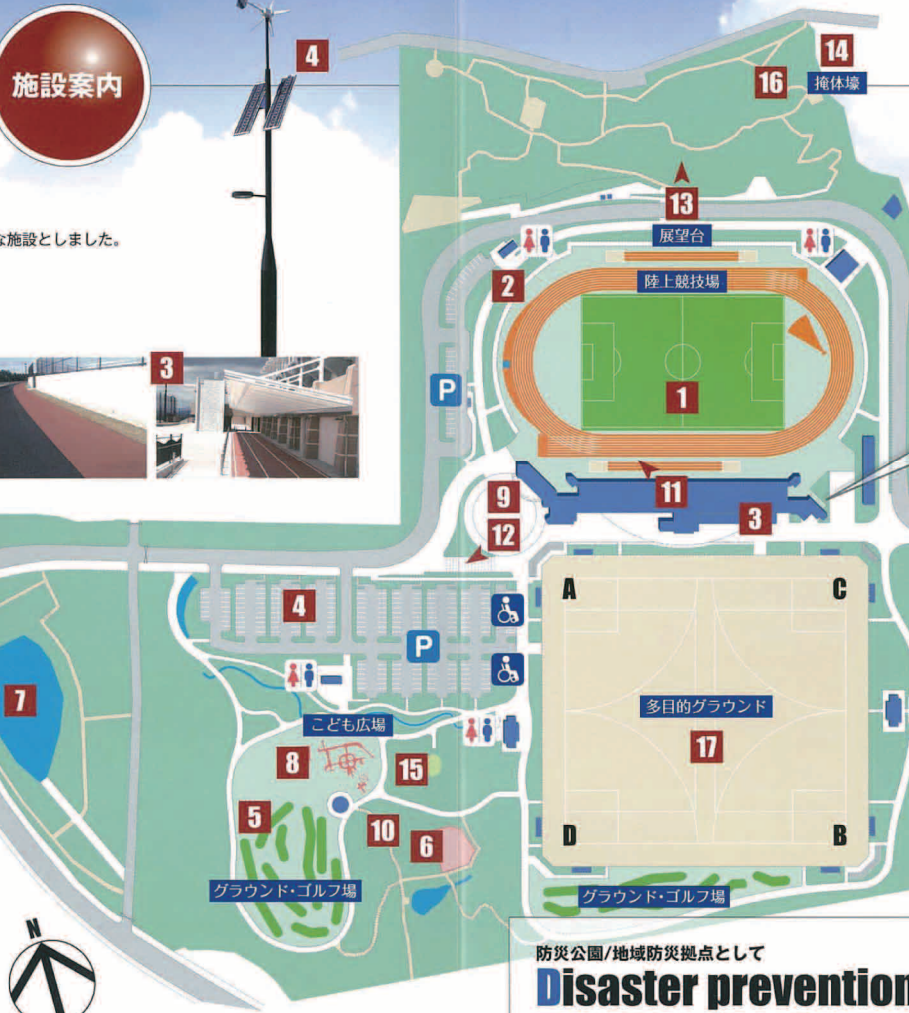 施設案内
4
14
掩体壕
16
13
展望台
な施設としました。
2
陸上競技場
3
P
1
9
11
3
12
A
C
4
P
7
多目的グラウンド
17
こども広場
8
15
5
10
6
D
B
グラウンド・ゴルフ場
グラウンド・ゴルフ場
N
防災公園/地域防災拠点として
Disaster prevention